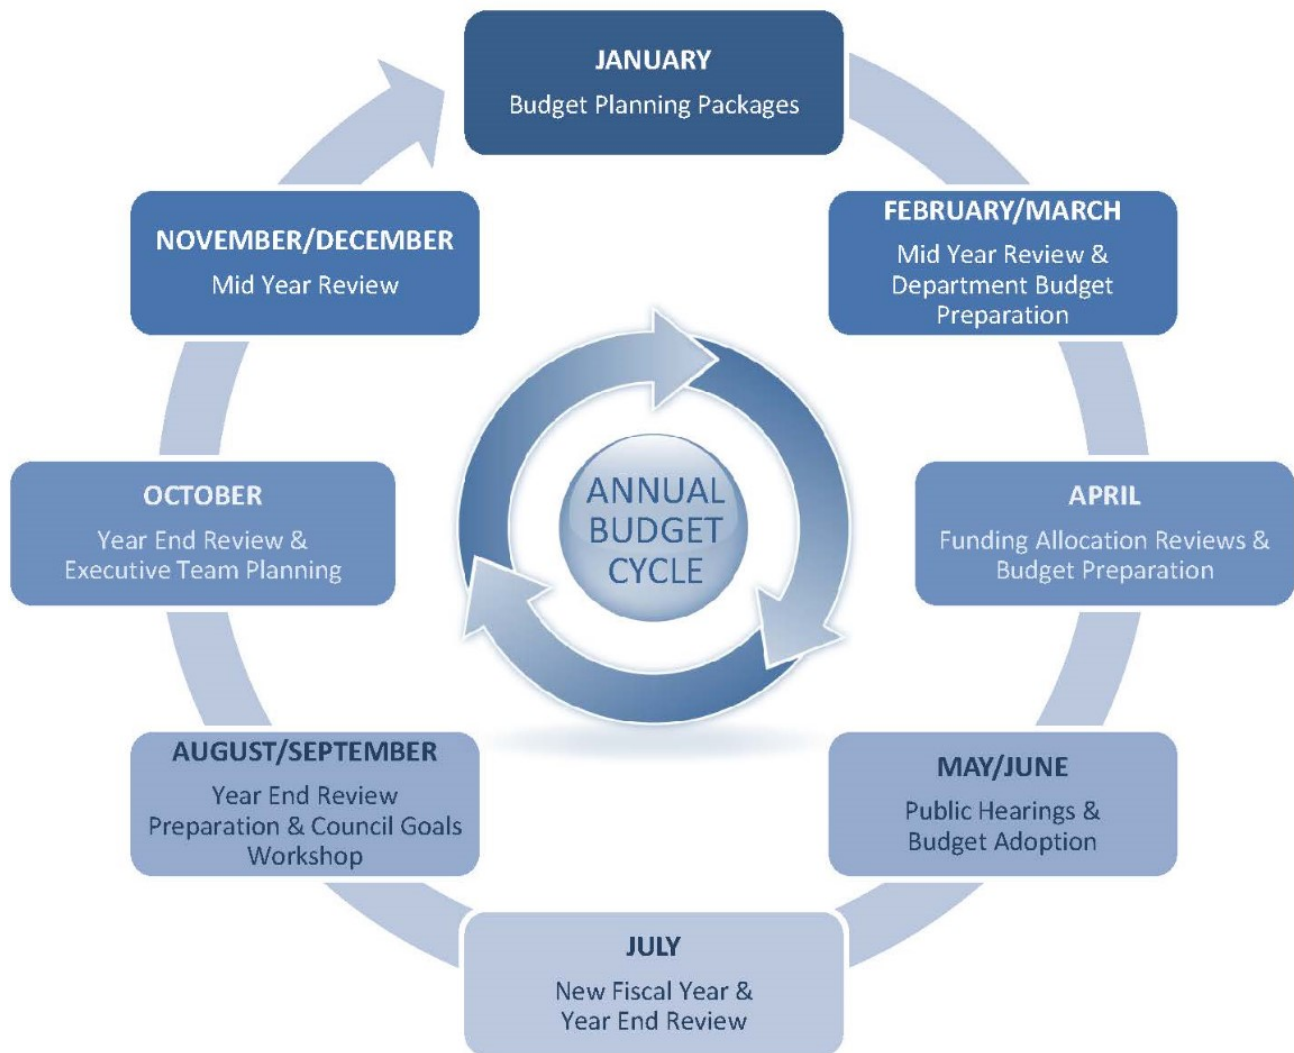 JANUARY
Budget Planning Packages
FEBRUARY/MARCH
Mid Year Review &
Department Budget
Preparation
APRIL
Funding Allocation Reviews &
Budget Preparation
MAY/JUNE
Public Hearings &
Budget Adoption
JULY
New Fiscal Year &
Year End Review
AUGUST/SEPTEMBER
Year End Review
Preparation & Council Goals
Workshop
OCTOBER
Year End Review &
Executive Team Planning
NOVEMBER/DECEMBER
Mid Year Review
ANNUAL
BUDGET
CYCLE